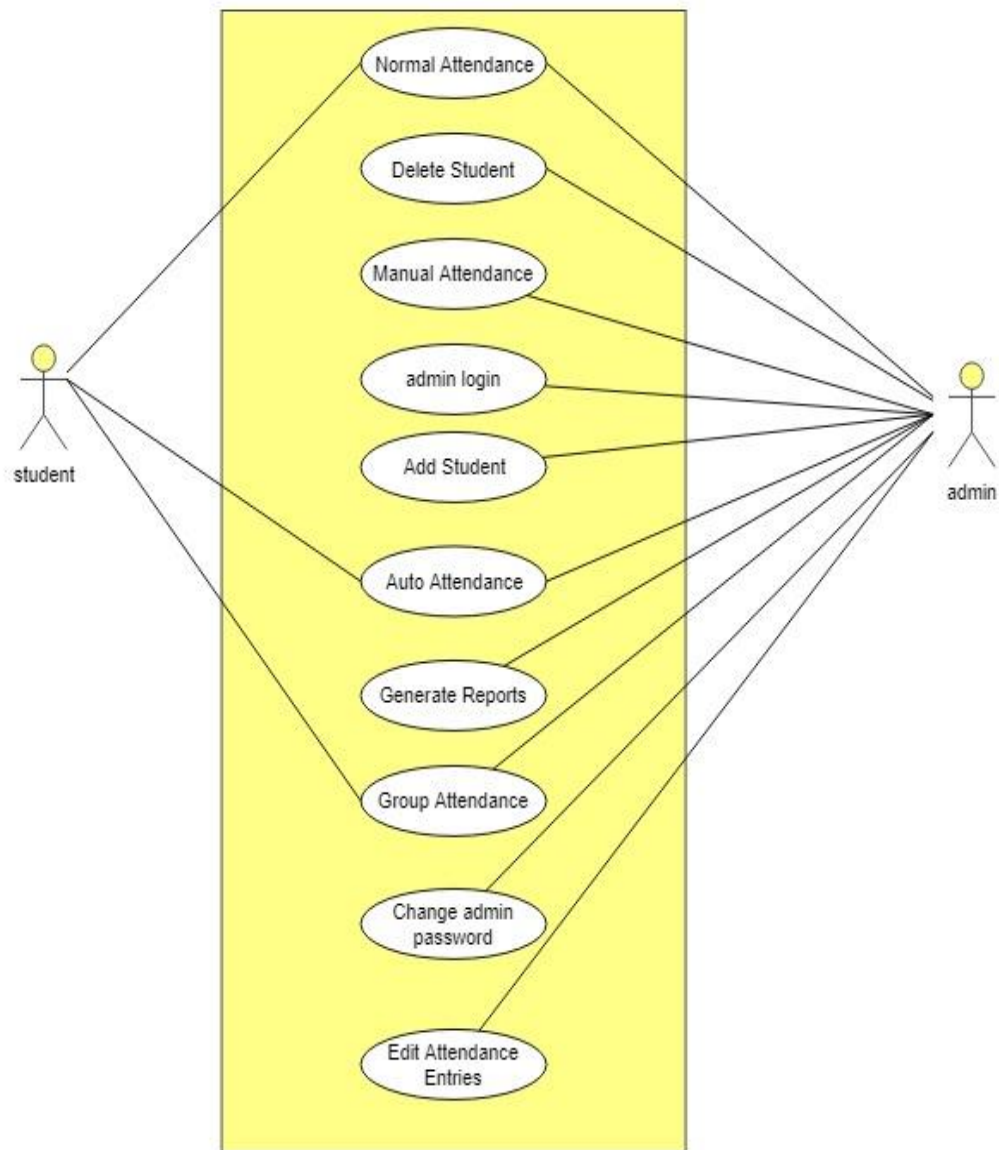 Normal Attendance
Delete Student
Manual Attendance
admin login
student
Add Student
admin
Auto Attendance
Generate Reports
Group Attendance
Change admin
password
Edit Attendance
Entries